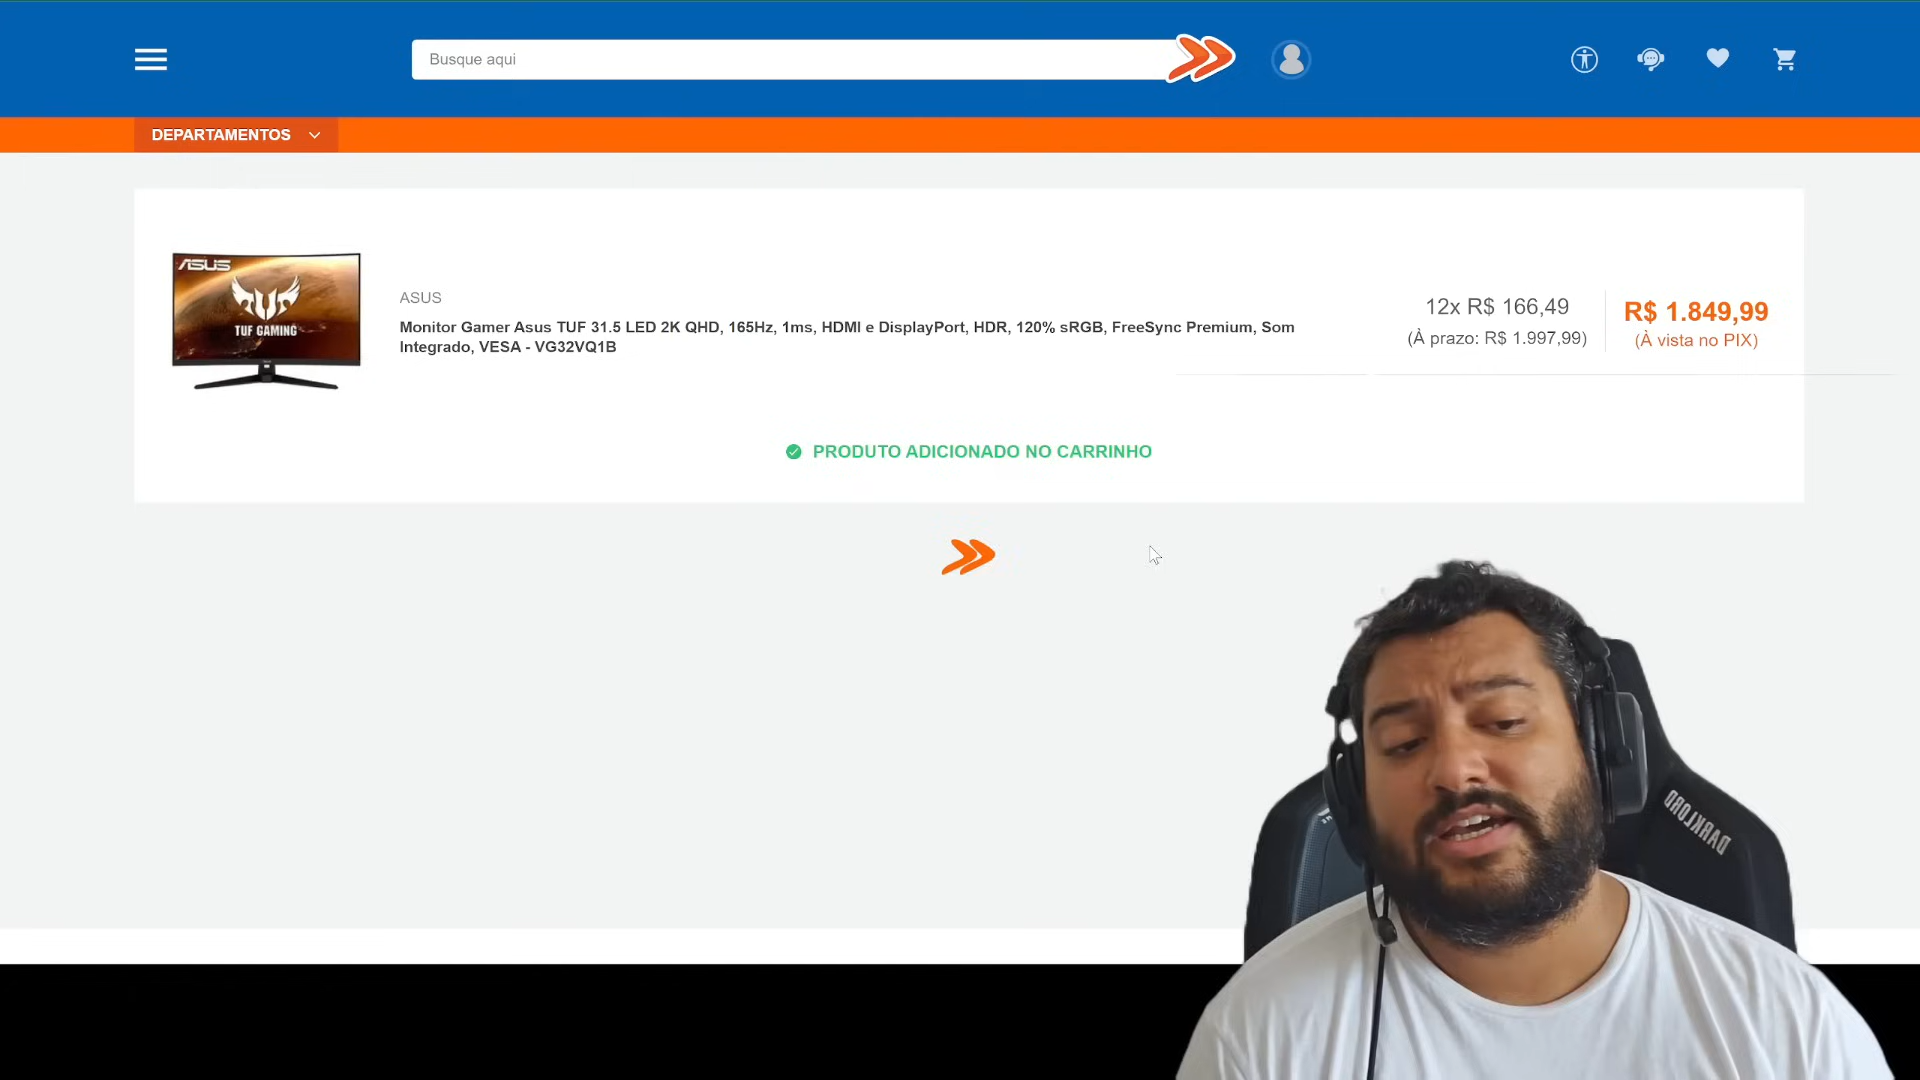 Busque aqui
DEPARTAMENTOS
ASUS
TUF GAMING
ASUS
Monitor Gamer Asus TUF 31.5 LED 2K QHD, 165Hz, 1ms, HDMI e DisplayPort, HDR, 120% sRGB, FreeSync Premium, Som
Integrado, VESA - VG32VQ1B
12x R$ 166,49
(À prazo: R$ 1.997,99)
R$ 1.849,99
(À vista no PIX)
PRODUTO ADICIONADO NO CARRINHO
DARKLORD